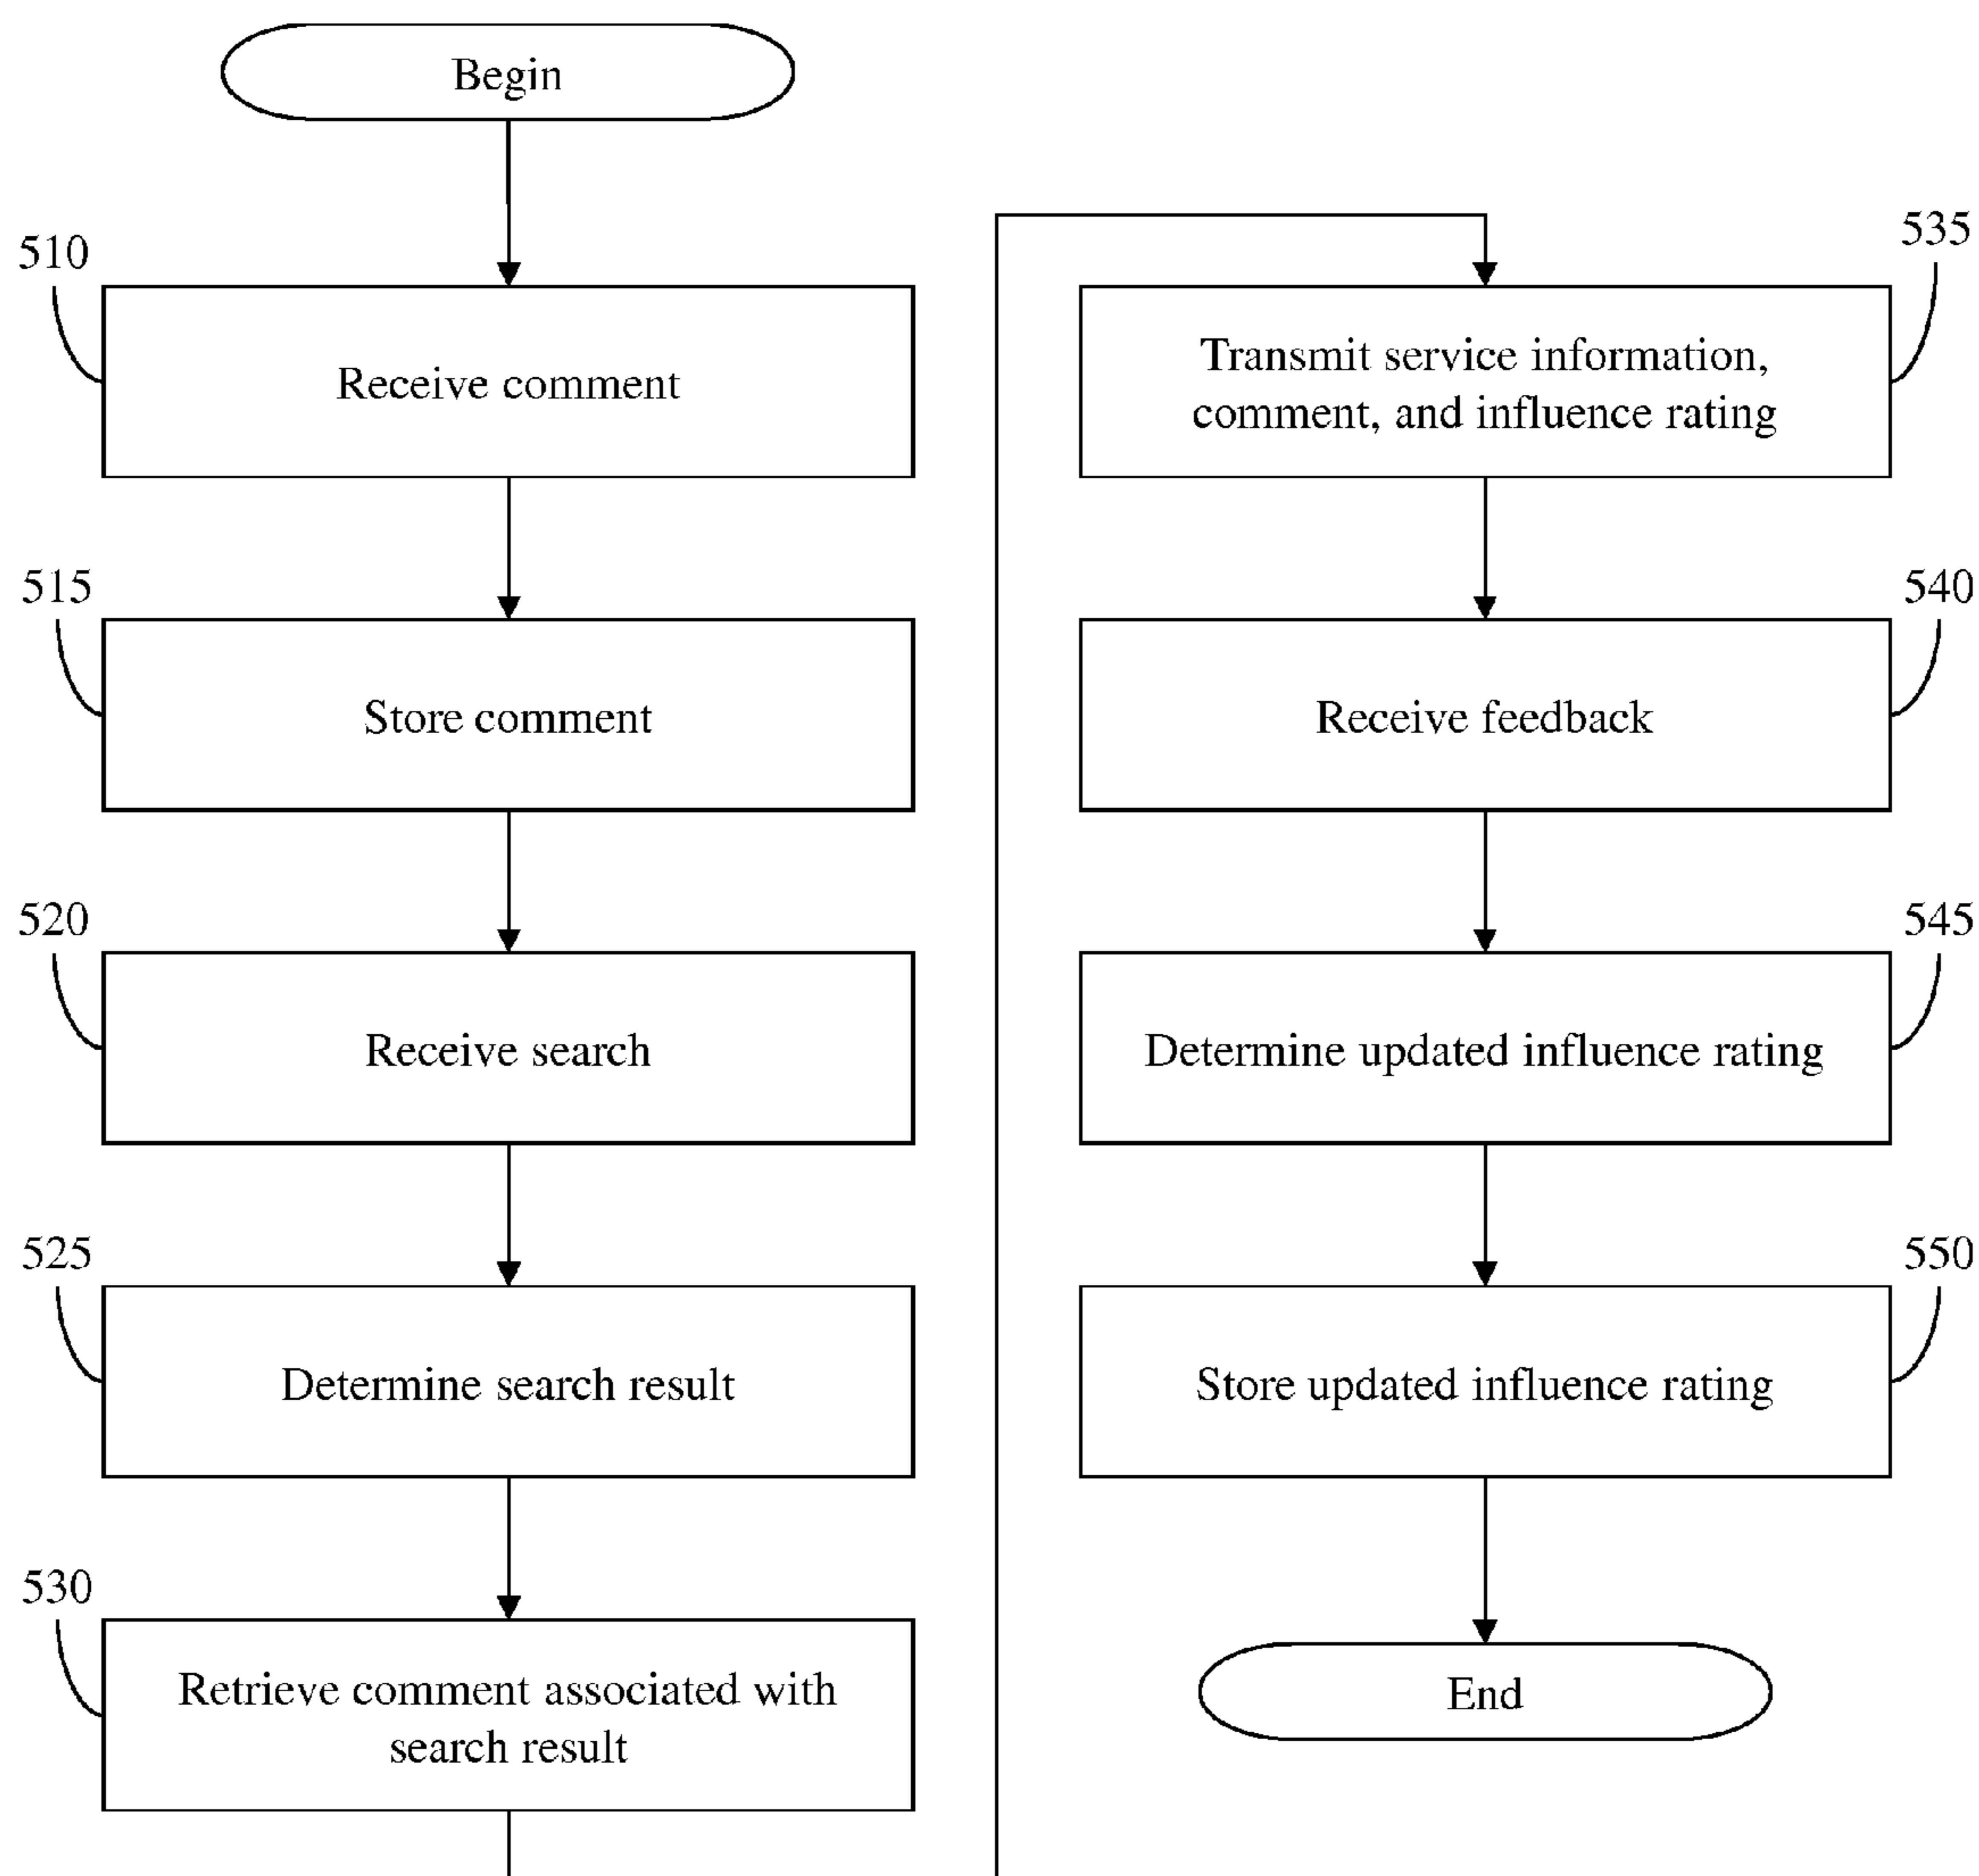 Begin
510
Receive comment
515
Store comment
520
Receive search
525
Determine search result
530
Retrieve comment associated with
search result
535
Transmit service information,
comment, and influence rating
540
Receive feedback
545
Determine updated influence rating
550
Store updated influence rating
End